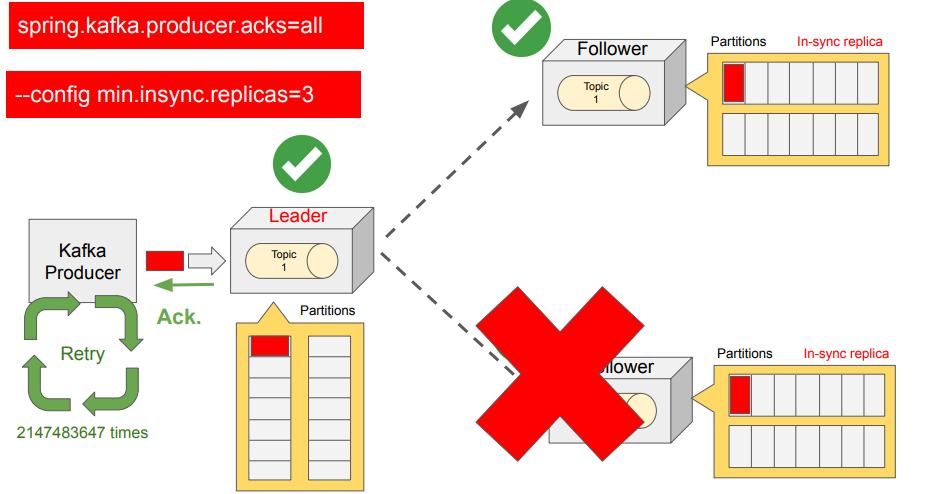 spring.kafka.producer.acks=all
--config min.insync.replicas=3
Follower
Topic
1
Partitions
In-sync replica
Leader
Topic
1
Kafka
Producer
Ack.
Partitions
Retry
2147483647 times
llower
Partitions
In-sync replica